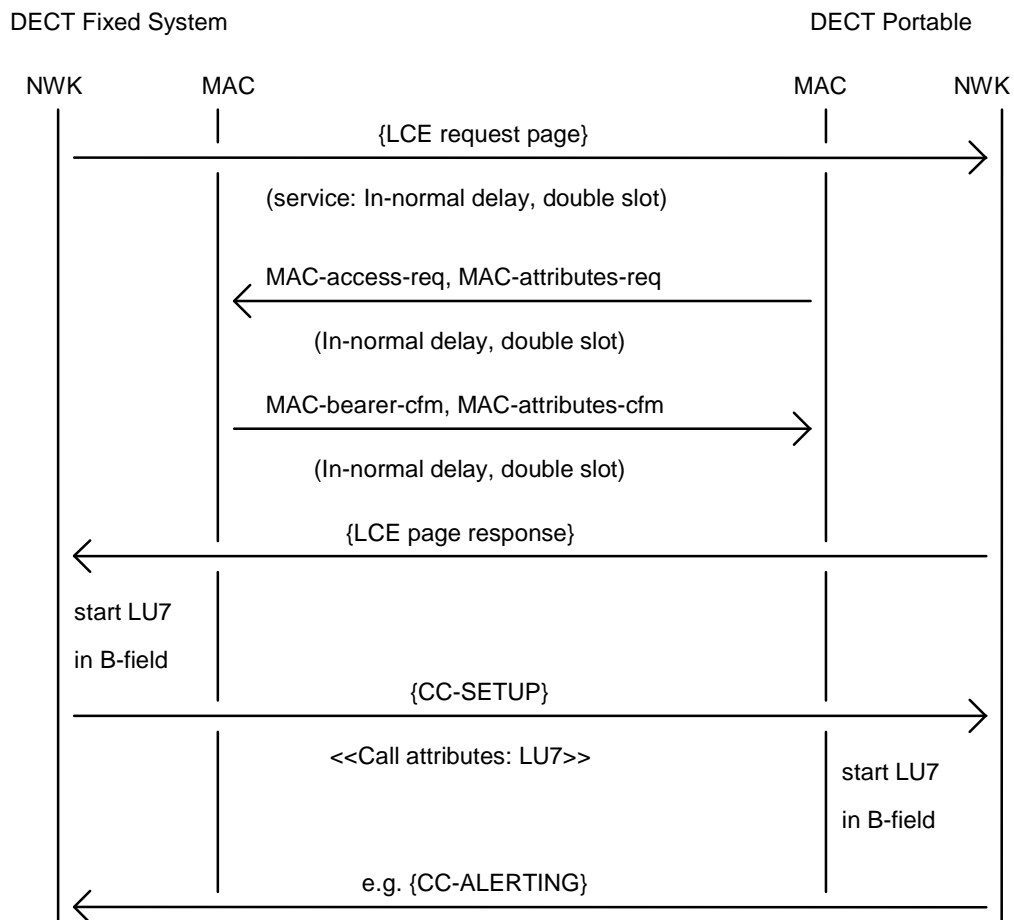 DECT Fixed System
DECT Portable
NWK
MAC
MAC
NWK
{LCE request page}
(service: In-normal delay, double slot)
MAC-access-req, MAC-attributes-req
(In-normal delay, double slot)
MAC-bearer-cfm, MAC-attributes-cfm
(In-normal delay, double slot)
{LCE page response}
start LU7
in B-field
{CC-SETUP}
<<Call attributes: LU7>>
start LU7
in B-field
e.g. {CC-ALERTING}